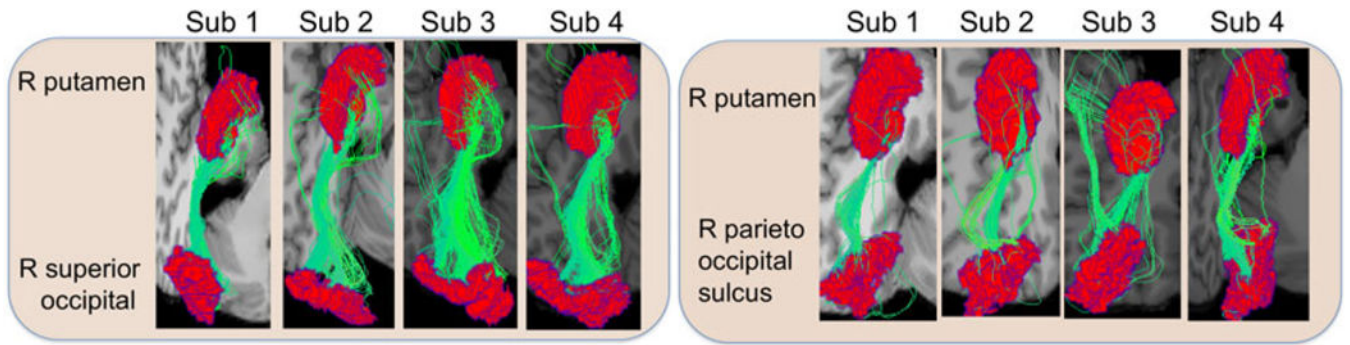 Sub 1 Sub 2 Sub 3 Sub 4
R putamen
R superior
occipital
Sub 1 Sub 2 Sub 3 Sub 4
R putamen
R parieto
occipital
sulcus